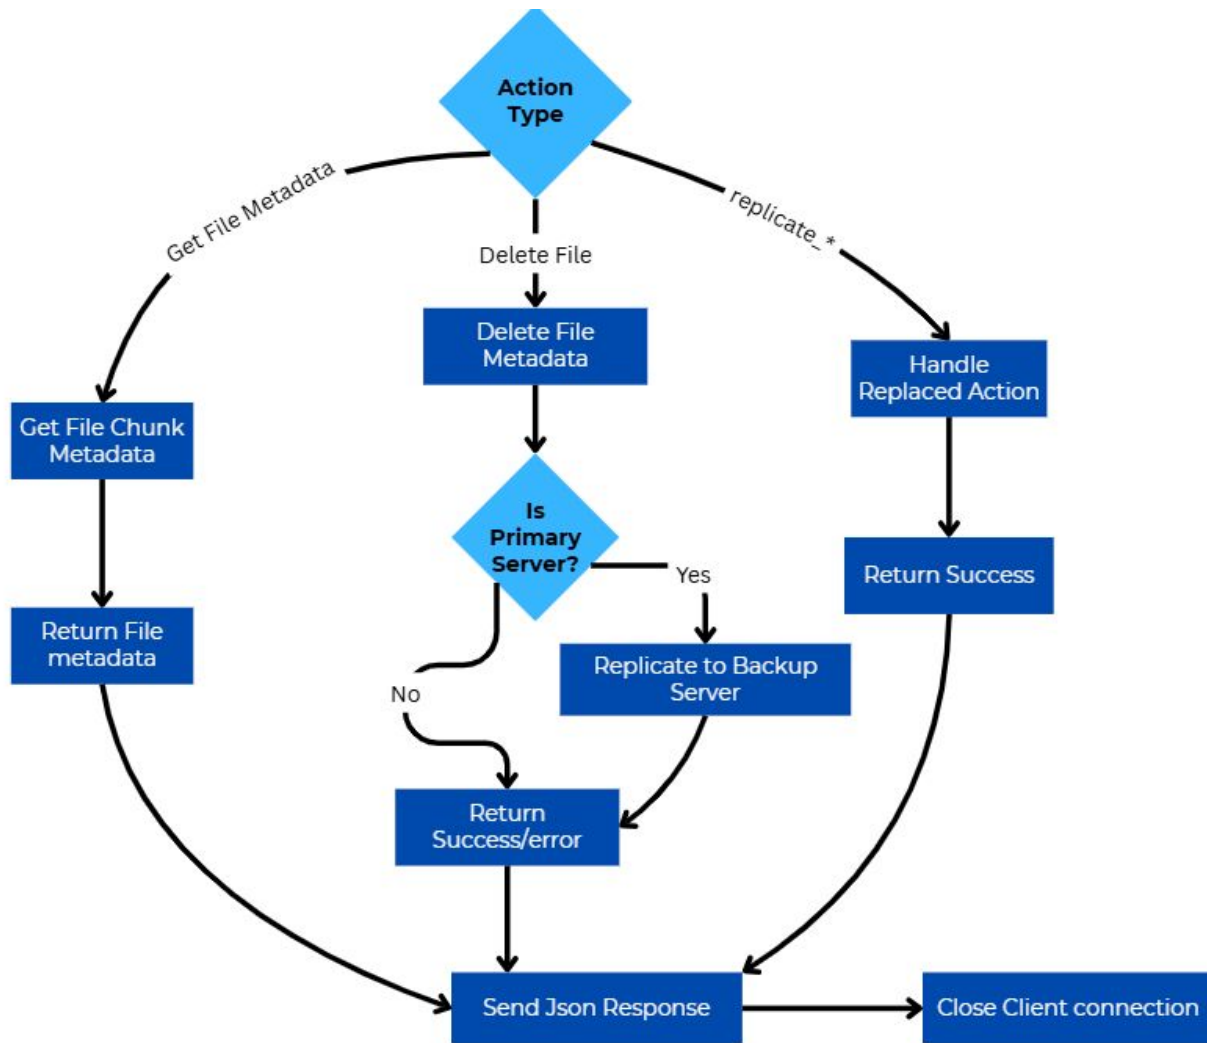 Action
Type
Get File Metadata
Delete File
replicate_*
Delete File
Metadata
Handle
Replaced Action
Get File Chunk
Metadata
Is
Primary
Server?
Yes
Return Success
Return File
metadata
Replicate to Backup
Server
No
Return
Success/error
Send Json Response
Close Client connection